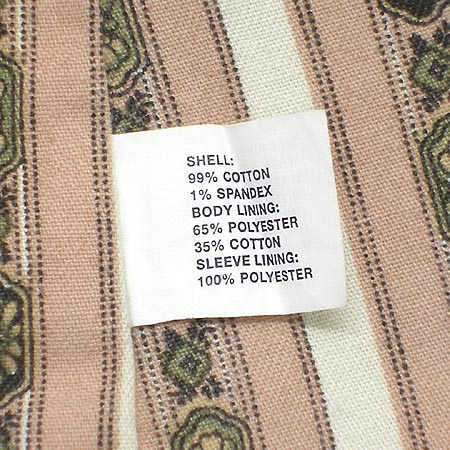 SHELL:
99% COTTON
1% SPANDEX
BODY LINING:
65% POLYESTER
35% COTTON
SLEEVE LINING:
100% POLYESTER